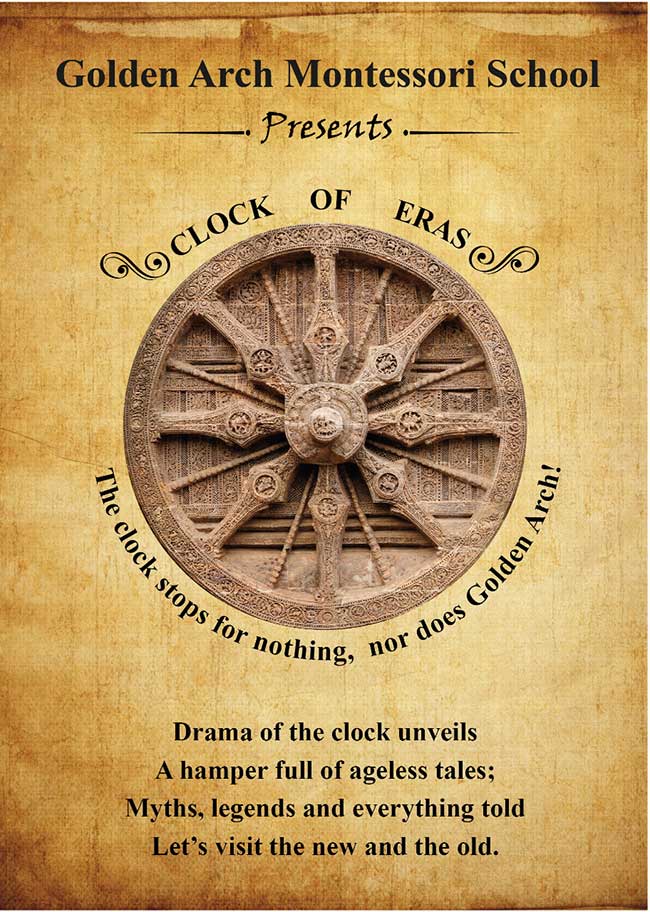 Golden Arch Montessori School
Presents
CLOCK OF ERAS
The clock stops for nothing, nor does Golden Arch!
Drama of the clock unveils
A hamper full of ageless tales;
Myths, legends and everything told
Let’s visit the new and the old.